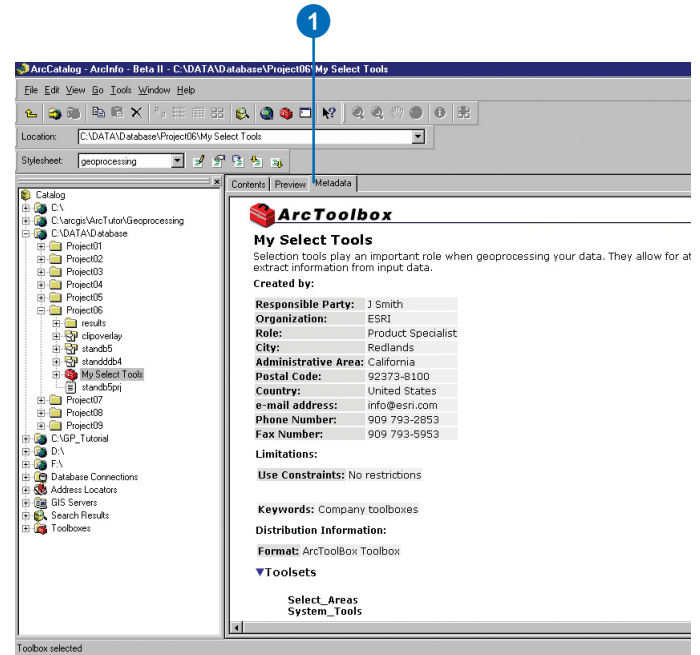 1
ArcCatalog - ArcInfo - Beta II - C:\DATA\Database\Project06\My Select Tools
File Edit View Go Tools Window Help
Location: C:\DATA\Database\Project06\My Select Tools
Stylesheet: geoprocessing
Contents Preview Metadata
Catalog
C:\
C:\arcgis\ArcTutor\Geoprocessing
C:\DATA\Database
Project01
Project02
Project03
Project04
Project05
Project06
results
clipoverlay
standb5
standddb4
My Select Tools
standb5prj
Project07
Project08
Project09
C:\GP_Tutorial
D:\
F:\
Database Connections
Address Locators
GIS Servers
Search Results
Toolboxes
ArcToolbox
My Select Tools
Selection tools play an important role when geoprocessing your data. They allow for at
extract information from input data.
Created by:
Responsible Party: J Smith
Organization: ESRI
Role: Product Specialist
City: Redlands
Administrative Area: California
Postal Code: 92373-8100
Country: United States
e-mail address: info@esri.com
Phone Number: 909 793-2853
Fax Number: 909 793-5953
Limitations:
Use Constraints: No restrictions
Keywords: Company toolboxes
Distribution Information:
Format: ArcToolBox Toolbox
Toolsets
Select_Areas
System_Tools
Toolbox selected